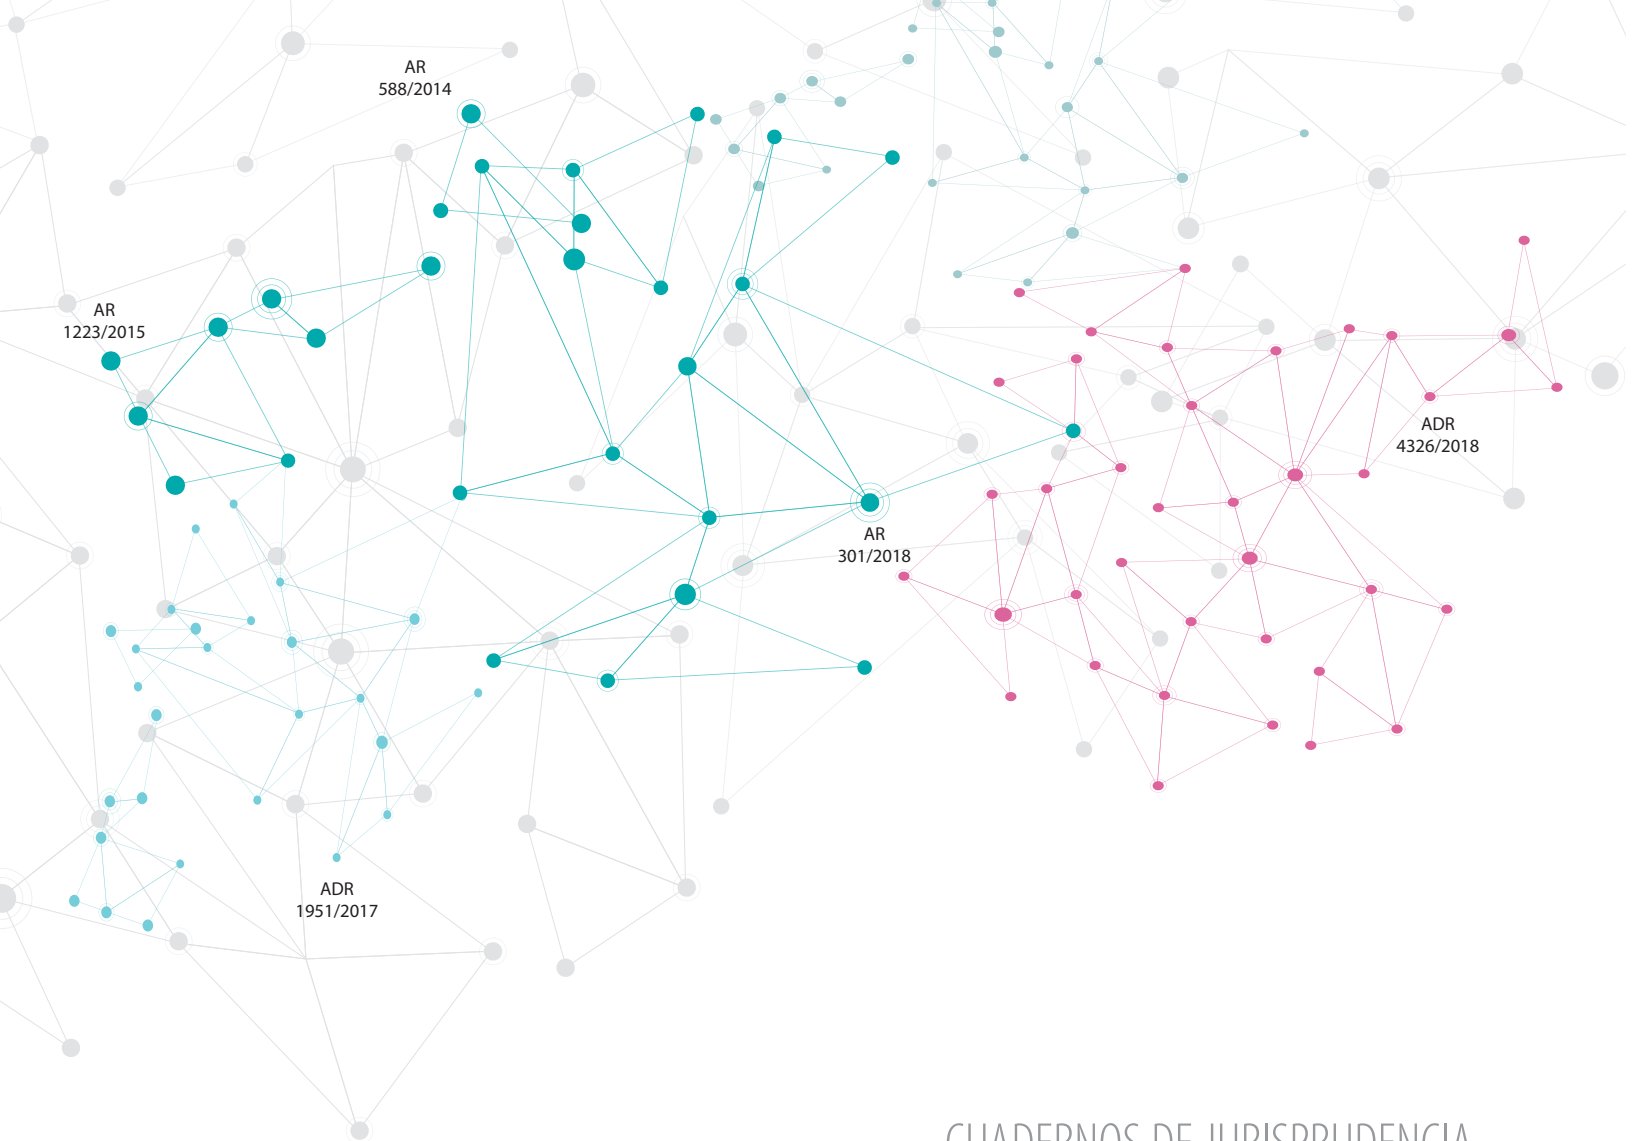 AR
588/2014
AR
1223/2015
ADR
4326/2018
AR
301/2018
ADR
1951/2017
CUADERNOS DE JURISPRUDENCIA